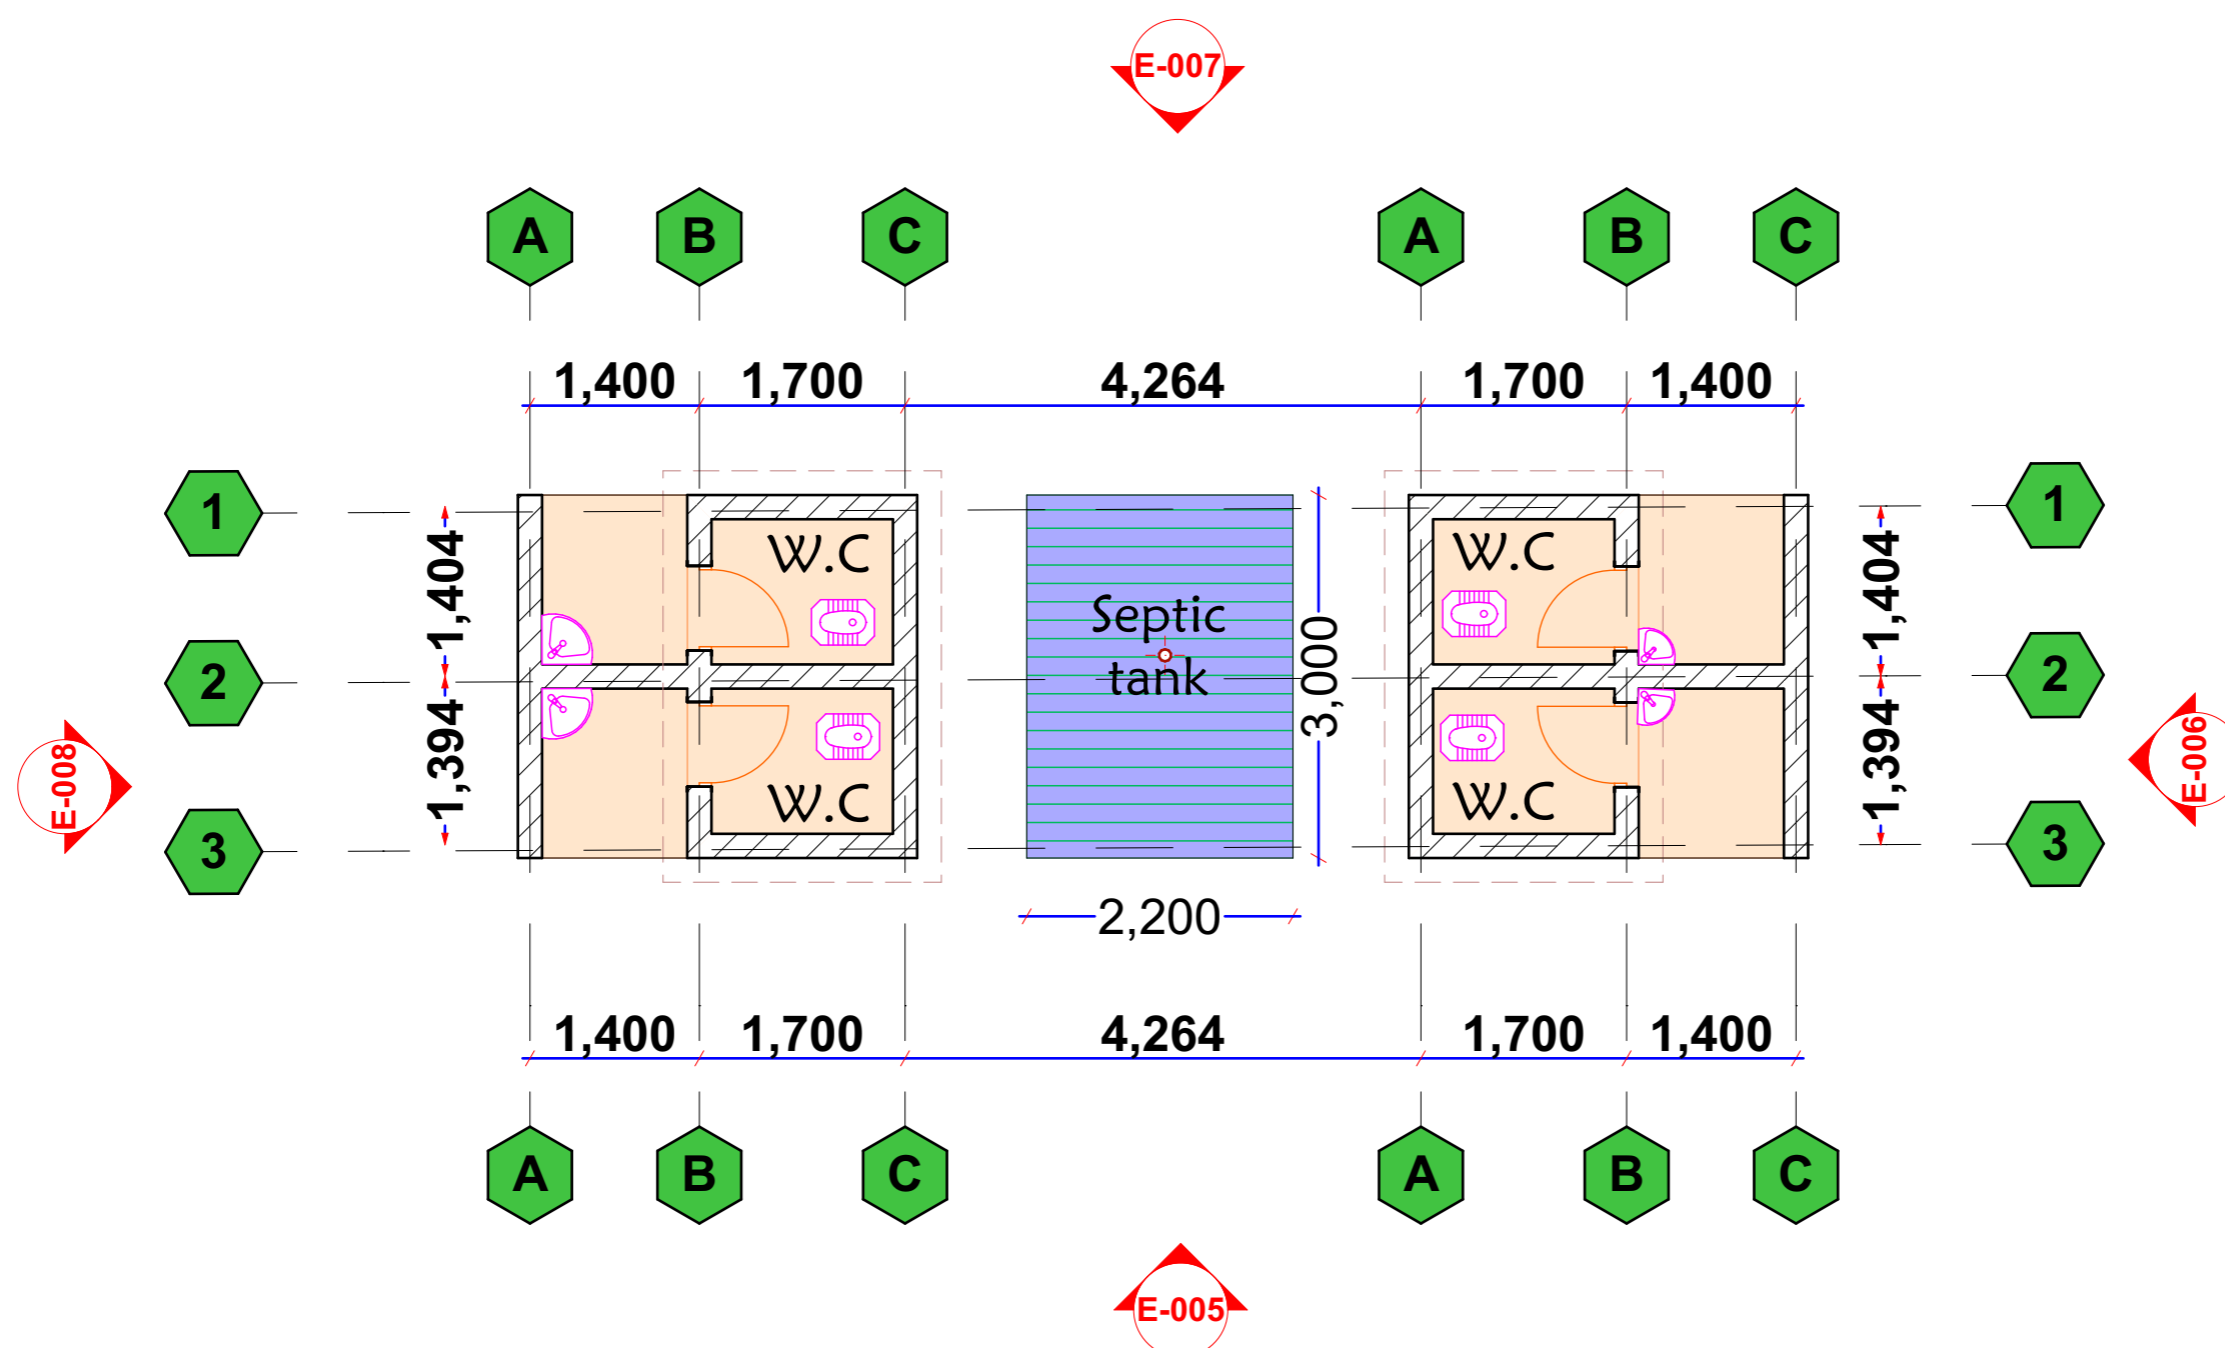 E-007
A B C A B C
1,400 1,700 4,264 1,700 1,400
1 1
W.C W.C
1,404 1,404
Septic
tank
3,000
2 2
1,394 1,394
E-008 E-006
W.C W.C
3 3
2,200
1,400 1,700 4,264 1,700 1,400
A B C A B C
E-005